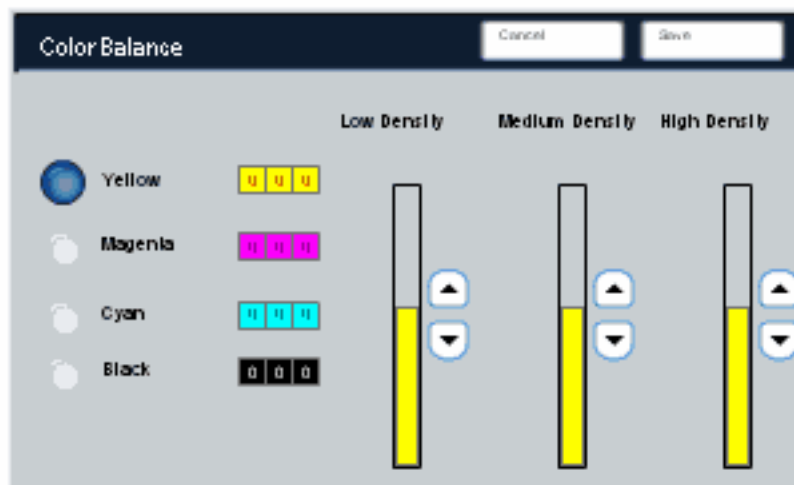 Color Balance
Cancel
Save
Low Density
Medium Density
High Density
Yellow
Magenta
Cyan
Black
0 0 0